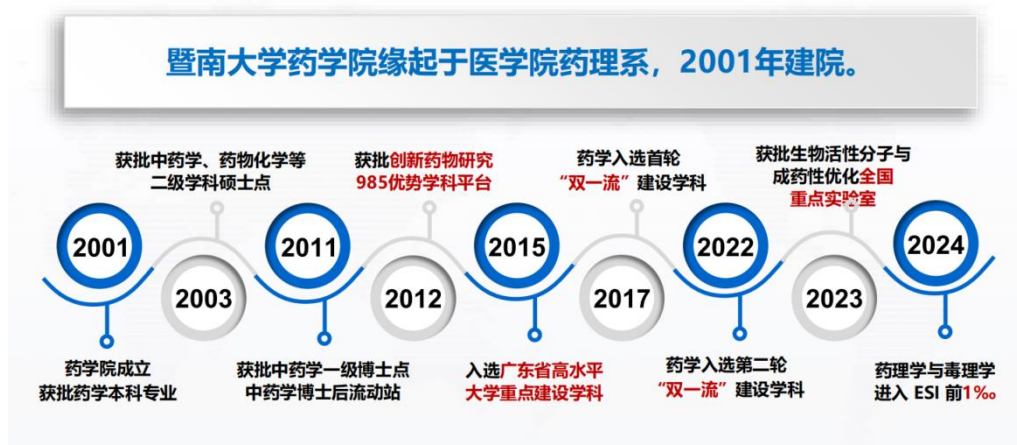 暨南大学药学院缘起于医学院药理系，2001年建院。
获批中药学、药物化学等
二级学科硕士点
获批创新药物研究
985优势学科平台
药学入选首轮
“双一流”建设学科
获批生物活性分子与
成药性优化全国
重点实验室
2001
2003
2011
2012
2015
2017
2022
2023
2024
药学院成立
获批药学本科专业
获批中药学一级博士点
中药学博士后流动站
入选广东省高水平
大学重点建设学科
药学入选第二轮
“双一流”建设学科
药理学与毒理学
进入 ESI 前1‰